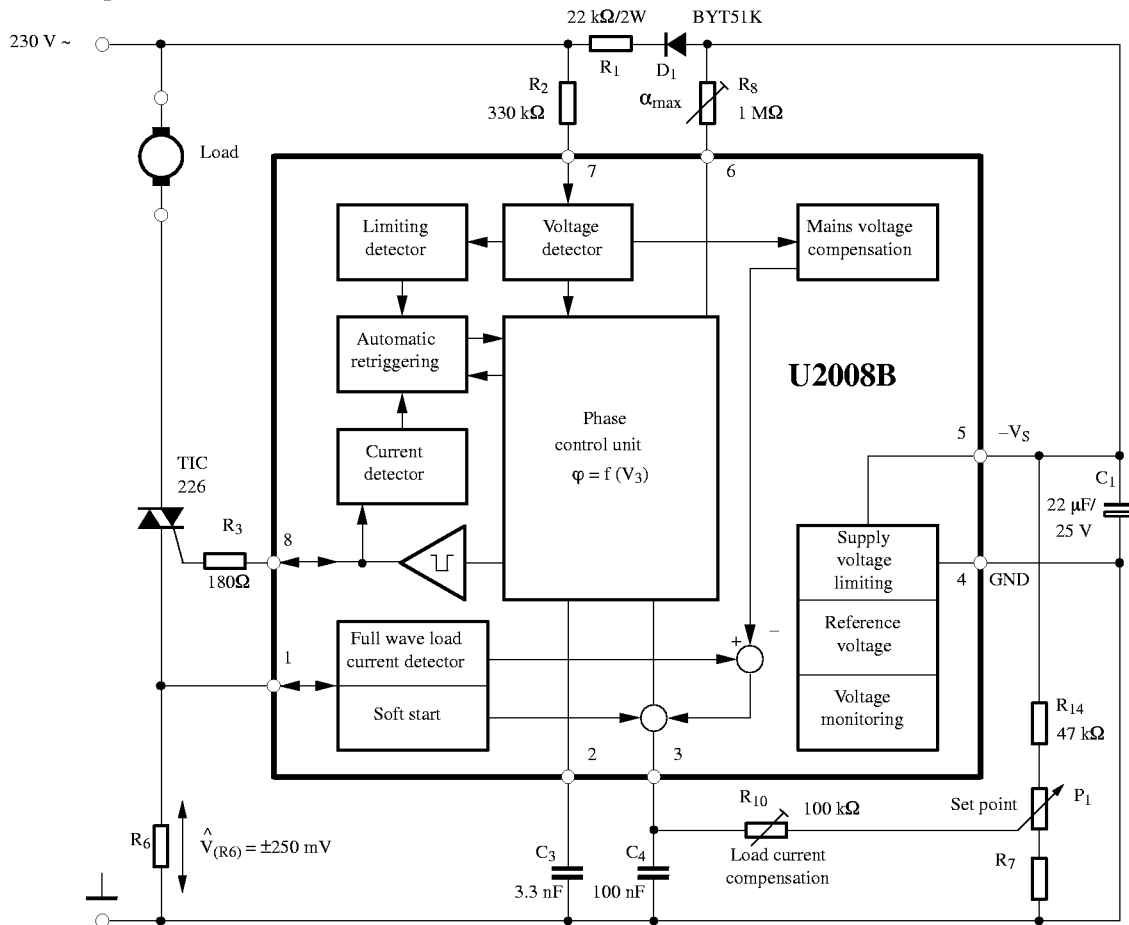 22 kΩ/2W
BYT51K
230 V ~
R1
D1
R2
330 kΩ
αmax
R8
1 MΩ
Load
7
6
Limiting
detector
Voltage
detector
Mains voltage
compensation
Automatic
retriggering
U2008B
Phase
control unit
φ = f (V3)
Current
detector
5
–VS
TIC
226
C1
22 µF/
25 V
R3
180Ω
8
Supply
voltage
limiting
4
GND
Full wave load
current detector
Reference
voltage
+
–
1
Soft start
Voltage
monitoring
R14
47 kΩ
2
3
R10
100 kΩ
Set point
P1
R6
V̂(R6) = ±250 mV
Load current
compensation
C3
3.3 nF
C4
100 nF
R7